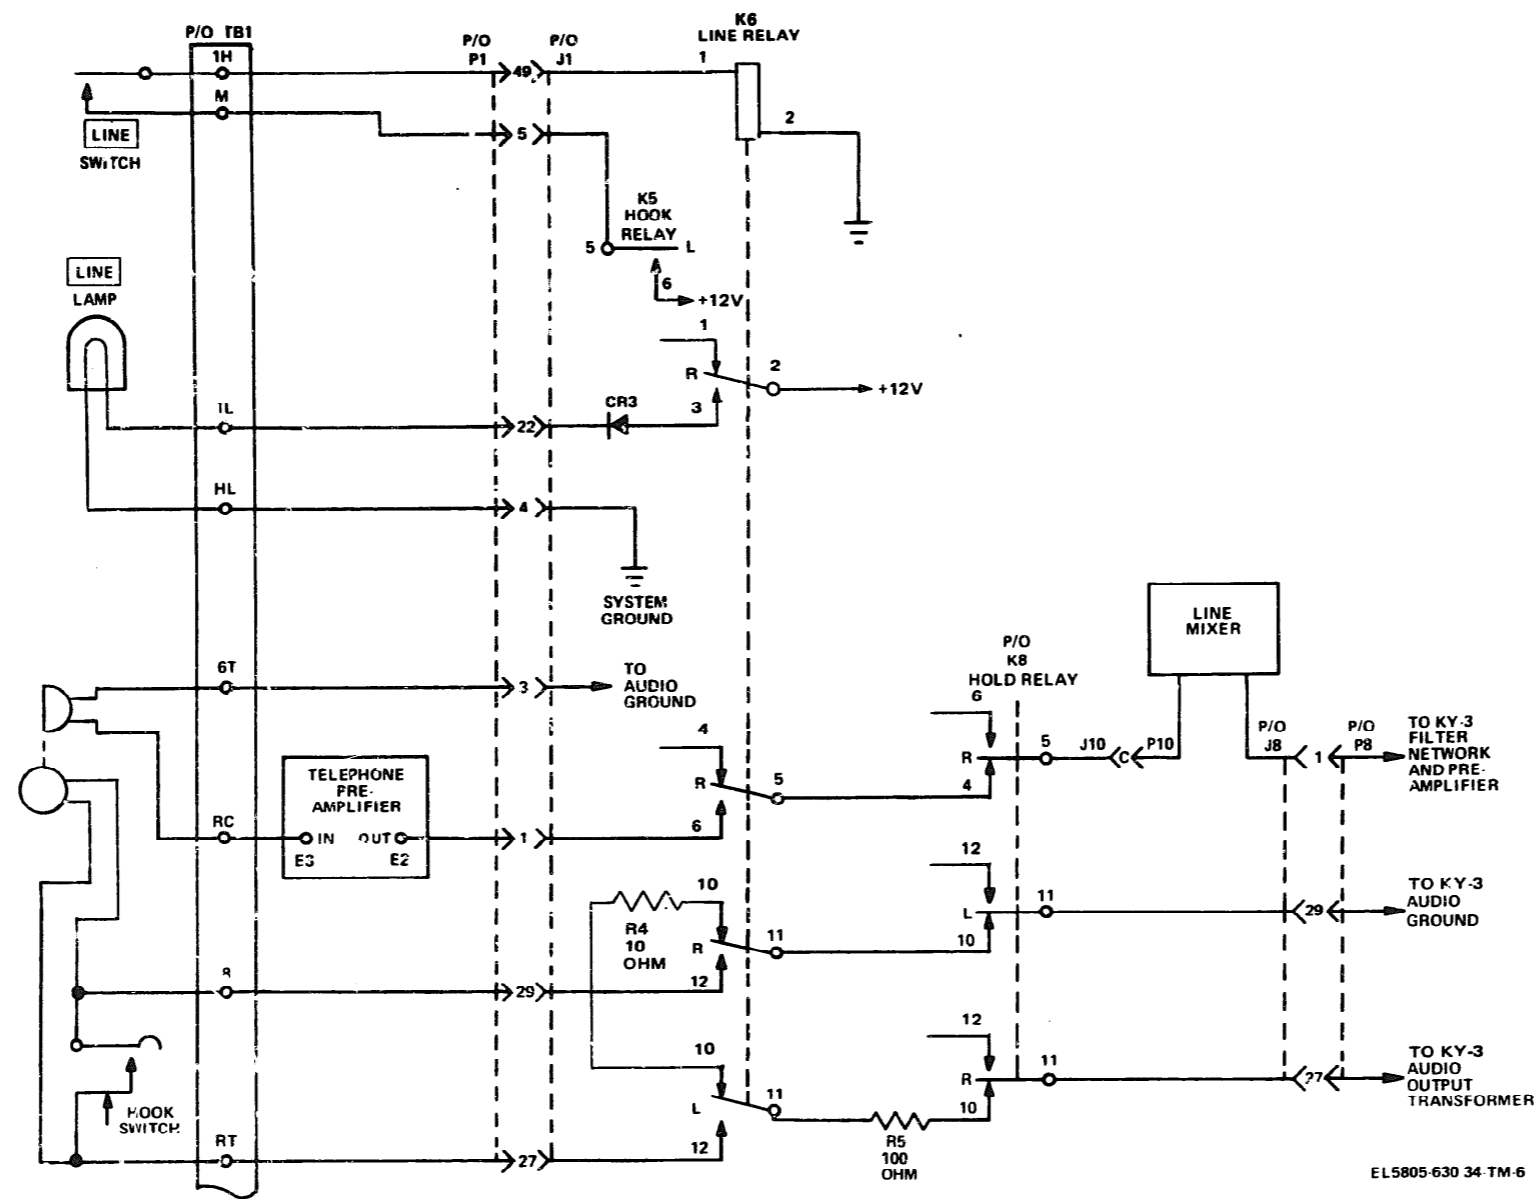 P/O TB1
1H
M
LINE
SWITCH
P/O
P1
P/O
J1
49
5
K6
LINE RELAY
1
2
K5
HOOK
RELAY
5
L
6
+12V
LINE
LAMP
1
R
2
+12V
3
CR3
1L
22
HL
4
SYSTEM
GROUND
6T
3
TO
AUDIO
GROUND
LINE
MIXER
P/O
K8
HOLD RELAY
6
R
5
4
J10
C
P10
P/O
J8
1
P/O
P8
TO KY-3
FILTER
NETWORK
AND PRE-
AMPLIFIER
4
R
5
6
TELEPHONE
PRE-
AMPLIFIER
IN
OUT
E3
E2
RC
1
10
R4
10
OHM
R
11
12
12
L
11
10
29
TO KY-3
AUDIO
GROUND
R
29
10
L
11
12
R5
100
OHM
12
R
11
10
27
TO KY-3
AUDIO
OUTPUT
TRANSFORMER
HOOK
SWITCH
RT
27
EL5805-630 34-TM-6